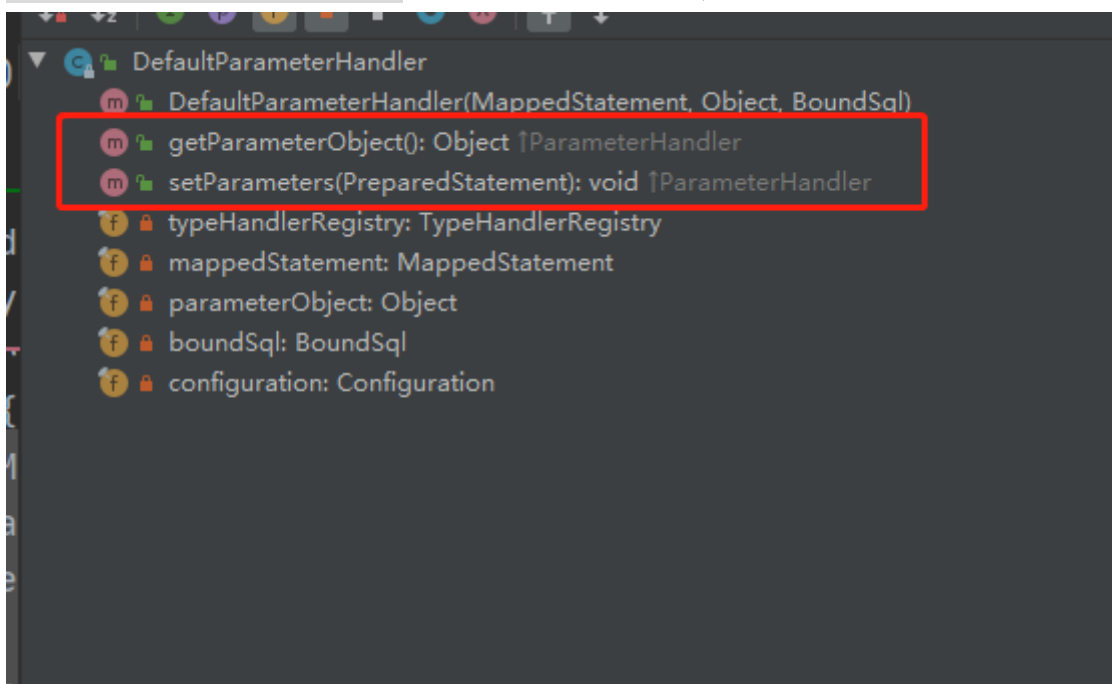 DefaultParameterHandler
DefaultParameterHandler(MappedStatement, Object, BoundSql)
getParameterObject(): Object ↑ParameterHandler
setParameters(PreparedStatement): void ↑ParameterHandler
typeHandlerRegistry: TypeHandlerRegistry
mappedStatement: MappedStatement
parameterObject: Object
boundSql: BoundSql
configuration: Configuration